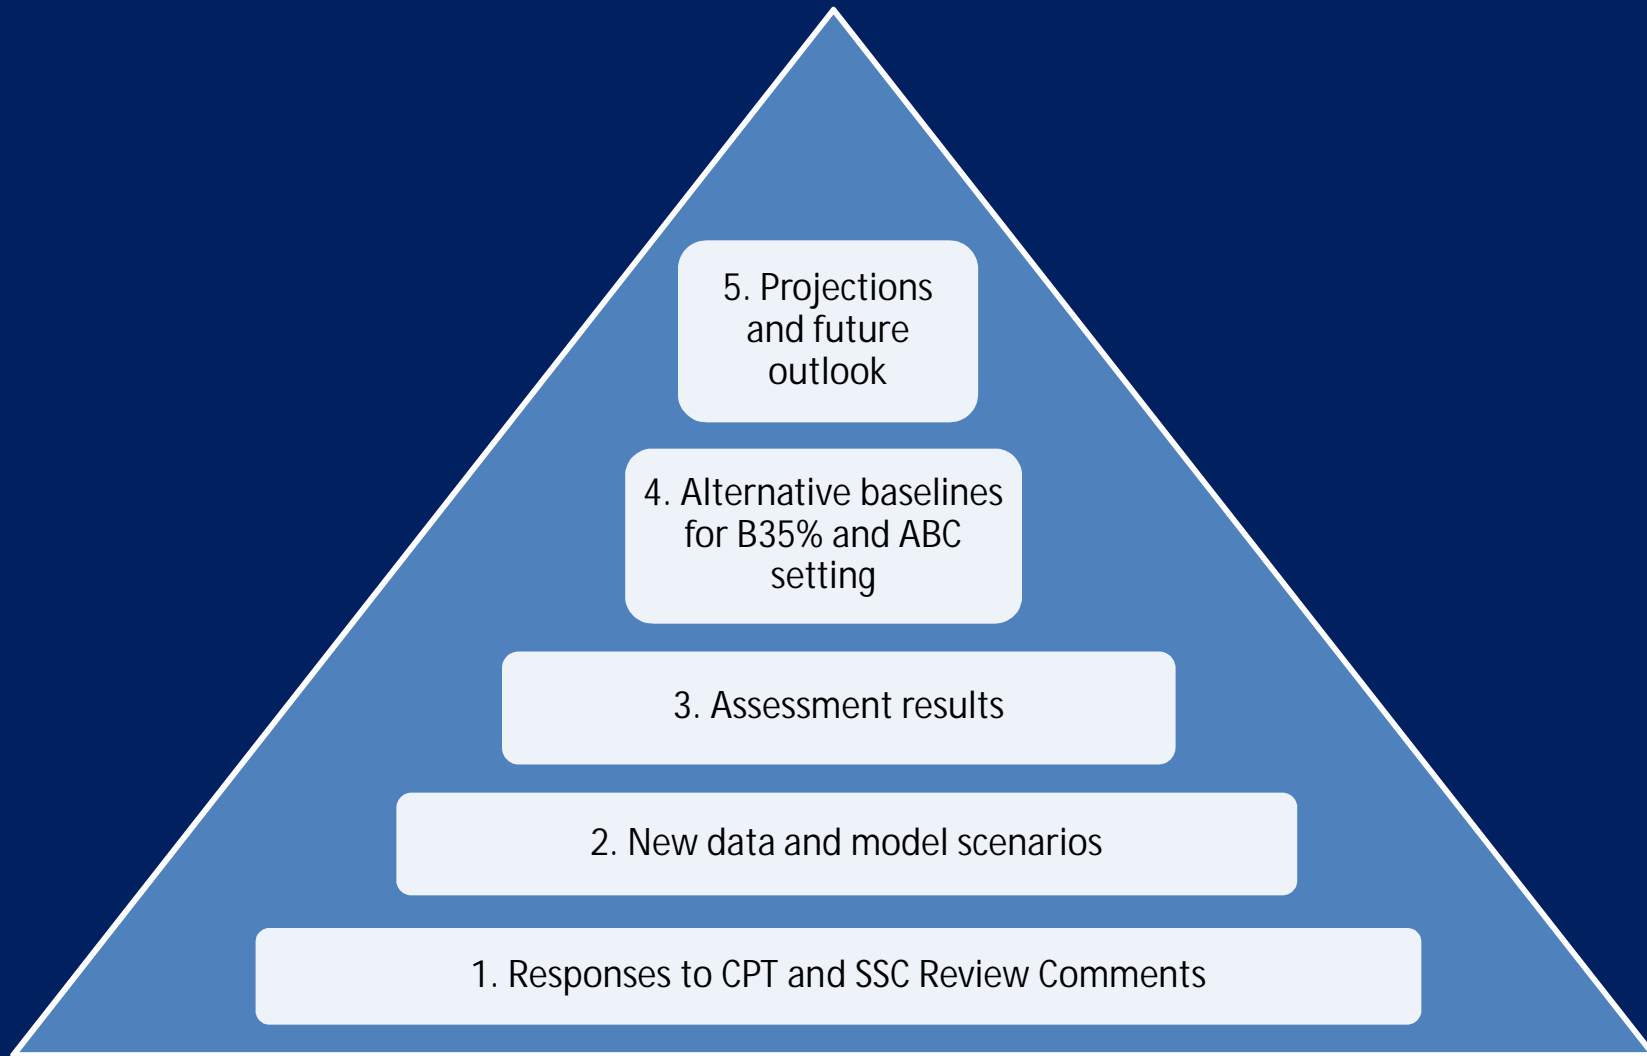 5. Projections
and future
outlook
4. Alternative baselines
for B35% and ABC
setting
3. Assessment results
2. New data and model scenarios
1. Responses to CPT and SSC Review Comments